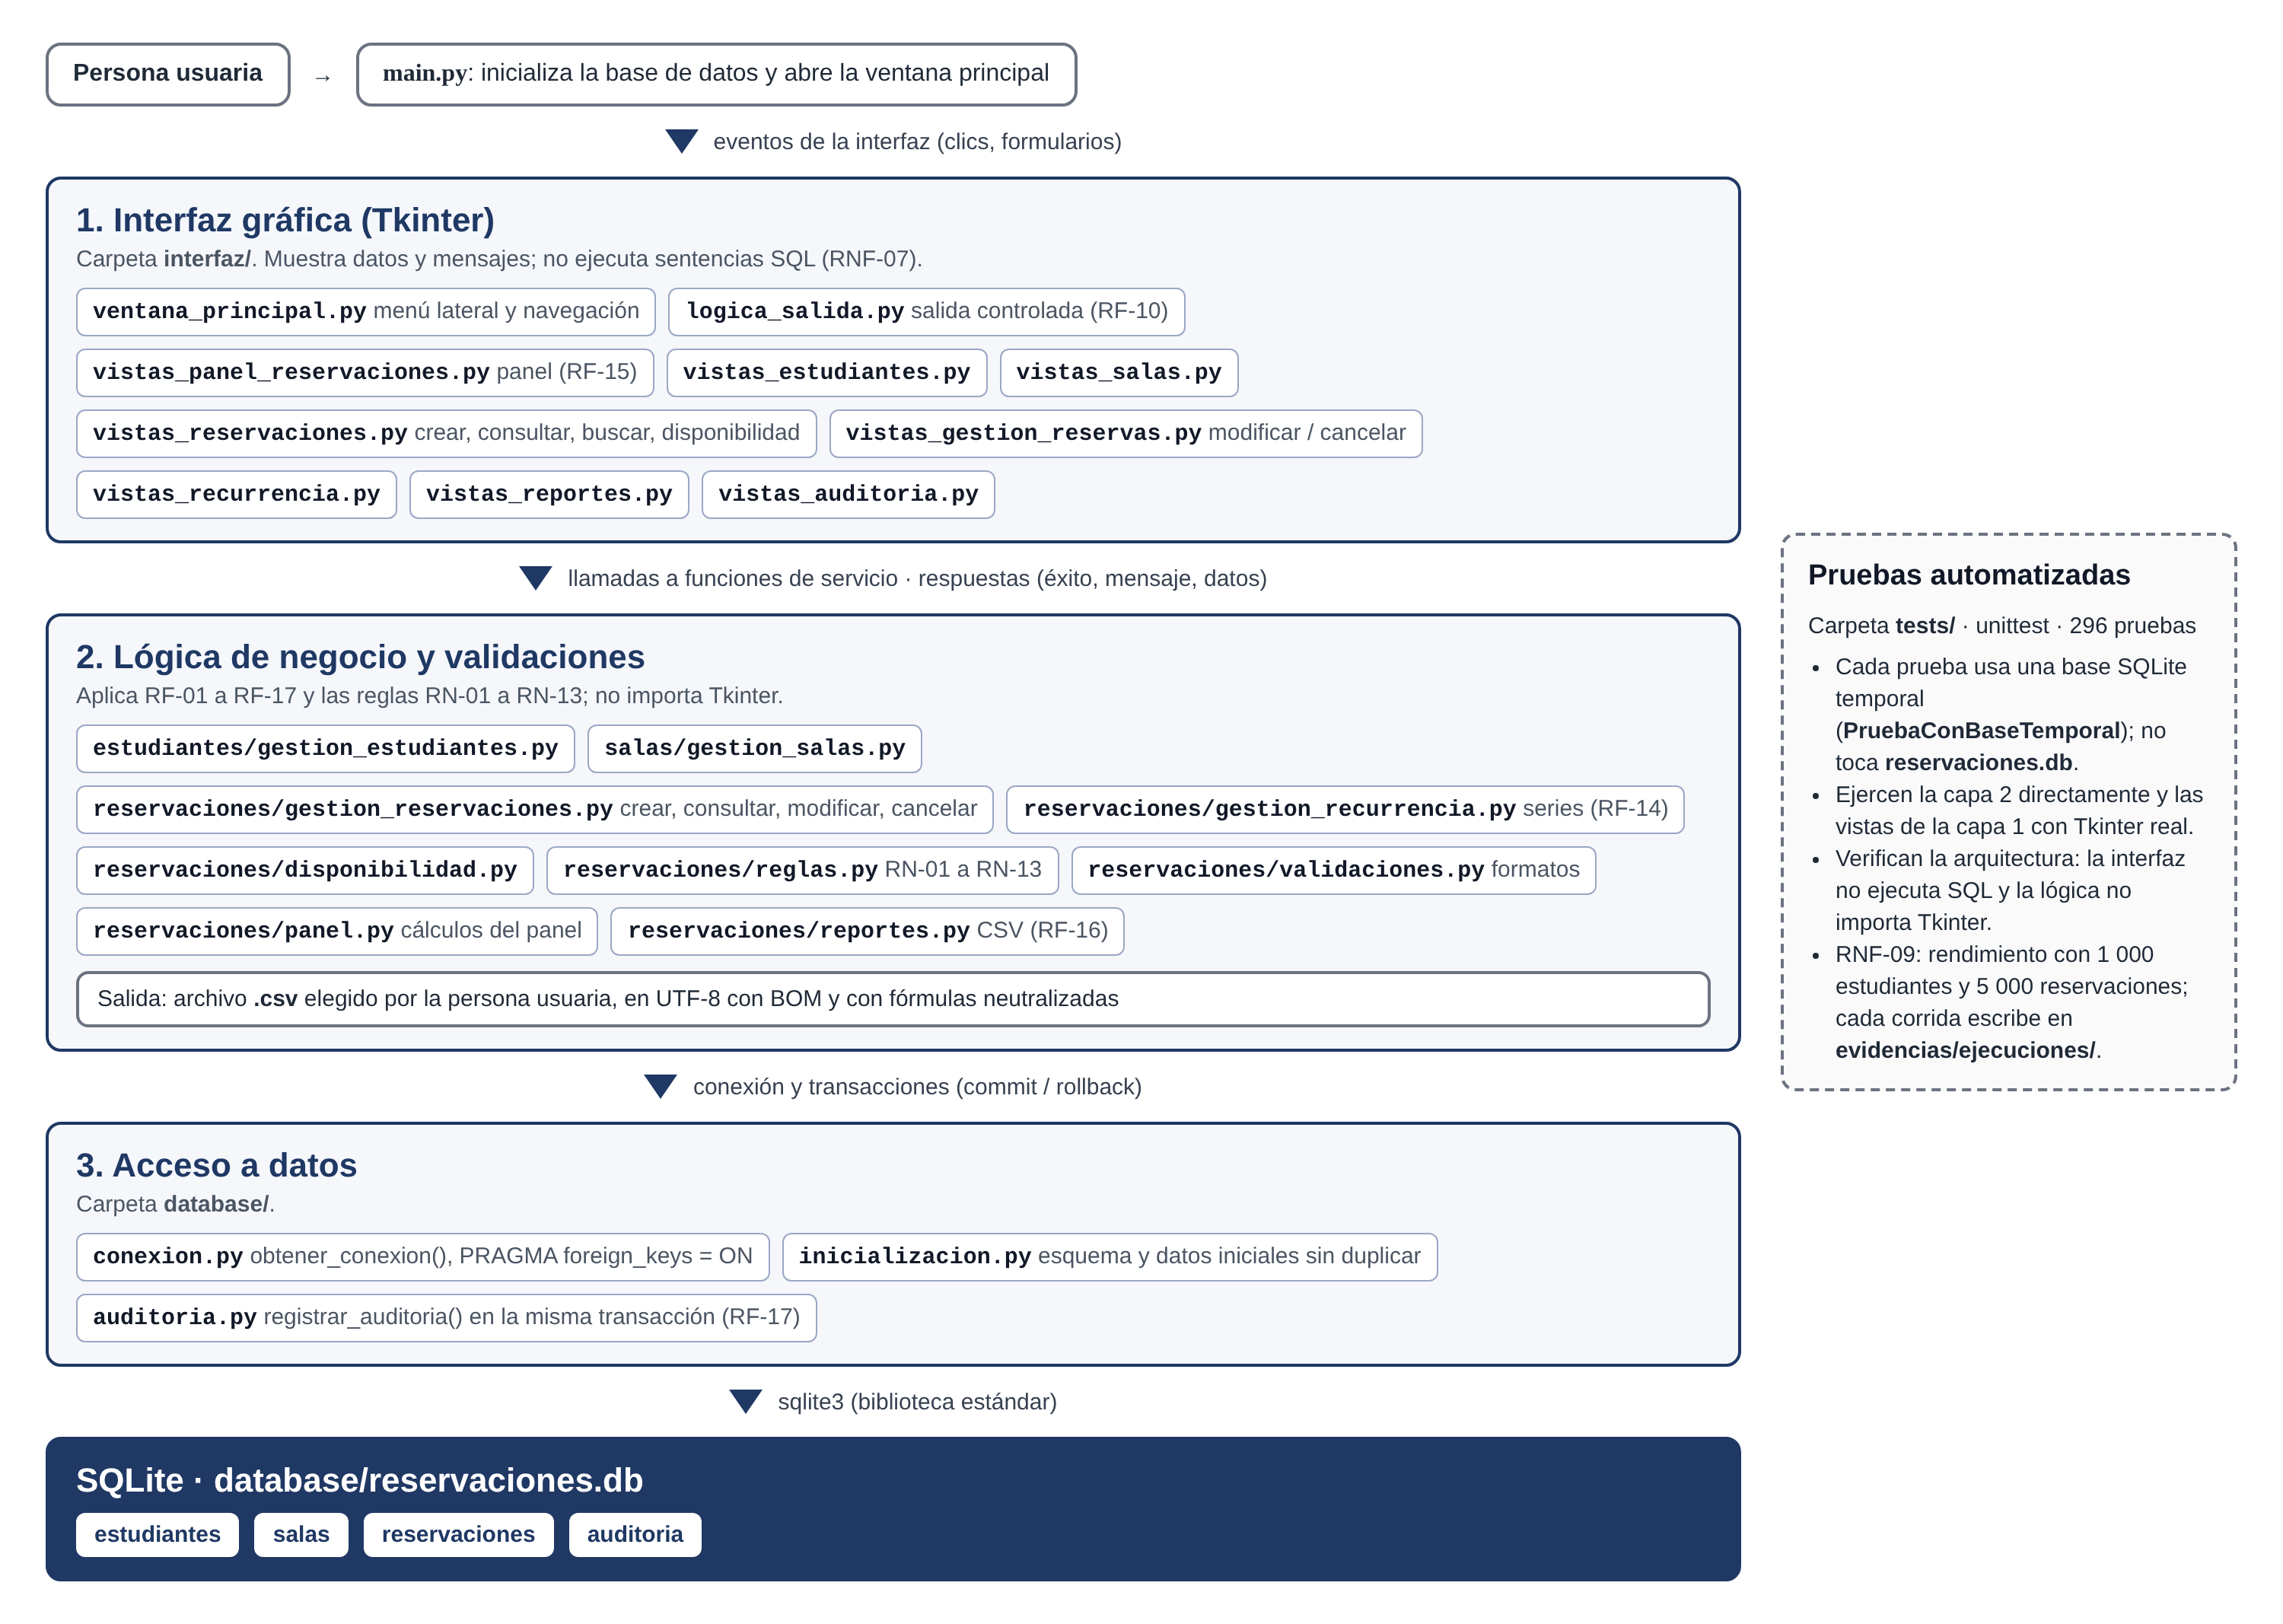 Persona usuaria → main.py: inicializa la base de datos y abre la ventana principal
eventos de la interfaz (clics, formularios)
1. Interfaz gráfica (Tkinter)
Carpeta interfaz/. Muestra datos y mensajes; no ejecuta sentencias SQL (RNF-07).
ventana_principal.py menú lateral y navegación
logica_salida.py salida controlada (RF-10)
vistas_panel_reservaciones.py panel (RF-15)
vistas_estudiantes.py
vistas_salas.py
vistas_reservaciones.py crear, consultar, buscar, disponibilidad
vistas_gestion_reservas.py modificar / cancelar
vistas_recurrencia.py
vistas_reportes.py
vistas_auditoria.py
llamadas a funciones de servicio · respuestas (éxito, mensaje, datos)
2. Lógica de negocio y validaciones
Aplica RF-01 a RF-17 y las reglas RN-01 a RN-13; no importa Tkinter.
estudiantes/gestion_estudiantes.py
salas/gestion_salas.py
reservaciones/gestion_reservaciones.py crear, consultar, modificar, cancelar
reservaciones/gestion_recurrencia.py series (RF-14)
reservaciones/disponibilidad.py
reservaciones/reglas.py RN-01 a RN-13
reservaciones/validaciones.py formatos
reservaciones/panel.py cálculos del panel
reservaciones/reportes.py CSV (RF-16)
Salida: archivo .csv elegido por la persona usuaria, en UTF-8 con BOM y con fórmulas neutralizadas
conexión y transacciones (commit / rollback)
3. Acceso a datos
Carpeta database/.
conexion.py obtener_conexion(), PRAGMA foreign_keys = ON
inicializacion.py esquema y datos iniciales sin duplicar
auditoria.py registrar_auditoria() en la misma transacción (RF-17)
sqlite3 (biblioteca estándar)
SQLite · database/reservaciones.db
estudiantes
salas
reservaciones
auditoria
Pruebas automatizadas
Carpeta tests/ · unittest · 296 pruebas
• Cada prueba usa una base SQLite
temporal
(PruebaConBaseTemporal); no
toca reservaciones.db.
• Ejercen la capa 2 directamente y las
vistas de la capa 1 con Tkinter real.
• Verifican la arquitectura: la interfaz
no ejecuta SQL y la lógica no
importa Tkinter.
• RNF-09: rendimiento con 1 000
estudiantes y 5 000 reservaciones;
cada corrida escribe en
evidencias/ejecuciones/.